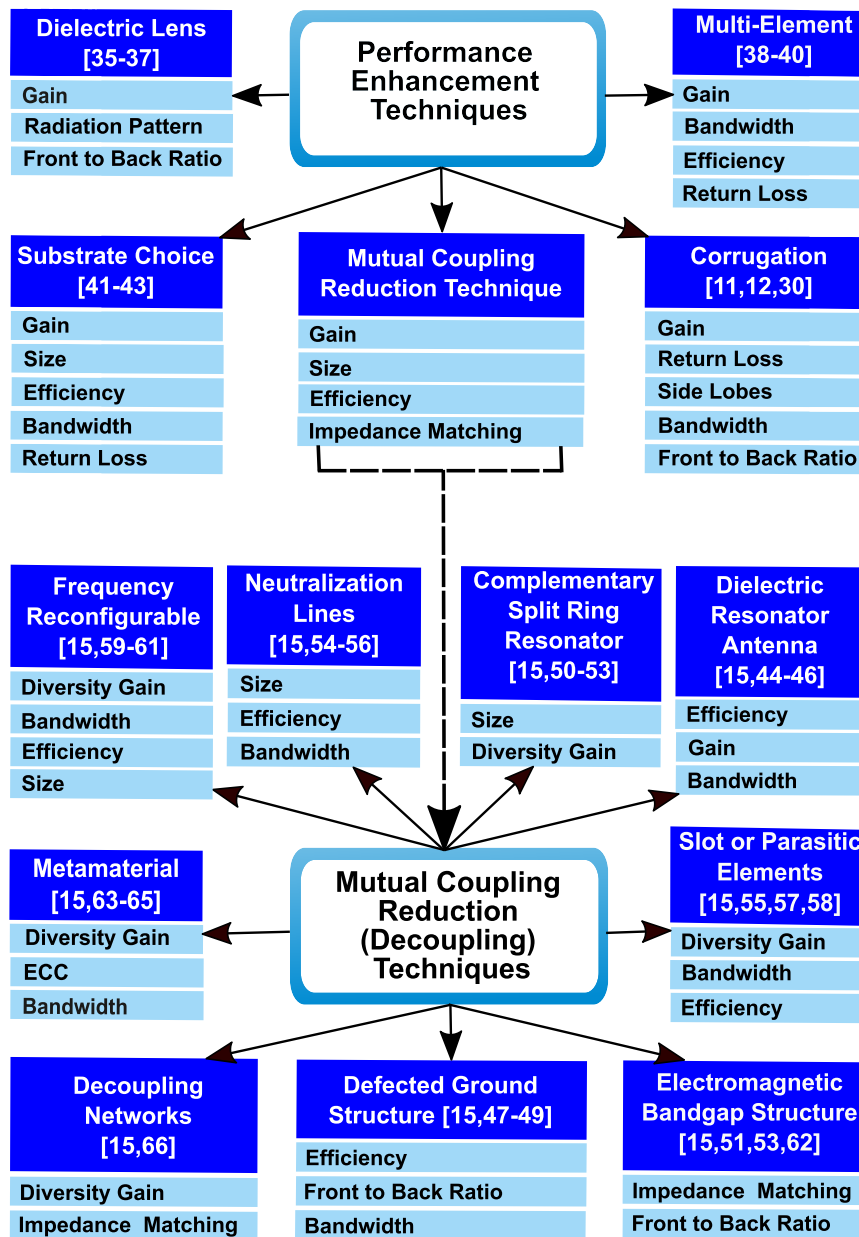 Dielectric Lens
[35-37]
Gain
Radiation Pattern
Front to Back Ratio
Performance
Enhancement
Techniques
Multi-Element
[38-40]
Gain
Bandwidth
Efficiency
Return Loss
Substrate Choice
[41-43]
Gain
Size
Efficiency
Bandwidth
Return Loss
Mutual Coupling
Reduction Technique
Gain
Size
Efficiency
Impedance Matching
Corrugation
[11,12,30]
Gain
Return Loss
Side Lobes
Bandwidth
Front to Back Ratio
Frequency
Reconfigurable
[15,59-61]
Diversity Gain
Bandwidth
Efficiency
Size
Neutralization
Lines
[15,54-56]
Size
Efficiency
Bandwidth
Complementary
Split Ring
Resonator
[15,50-53]
Size
Diversity Gain
Dielectric
Resonator
Antenna
[15,44-46]
Efficiency
Gain
Bandwidth
Metamaterial
[15,63-65]
Diversity Gain
ECC
Bandwidth
Mutual Coupling
Reduction
(Decoupling)
Techniques
Slot or Parasitic
Elements
[15,55,57,58]
Diversity Gain
Bandwidth
Efficiency
Decoupling
Networks
[15,66]
Diversity Gain
Impedance Matching
Defected Ground
Structure [15,47-49]
Efficiency
Front to Back Ratio
Bandwidth
Electromagnetic
Bandgap Structure
[15,51,53,62]
Impedance Matching
Front to Back Ratio